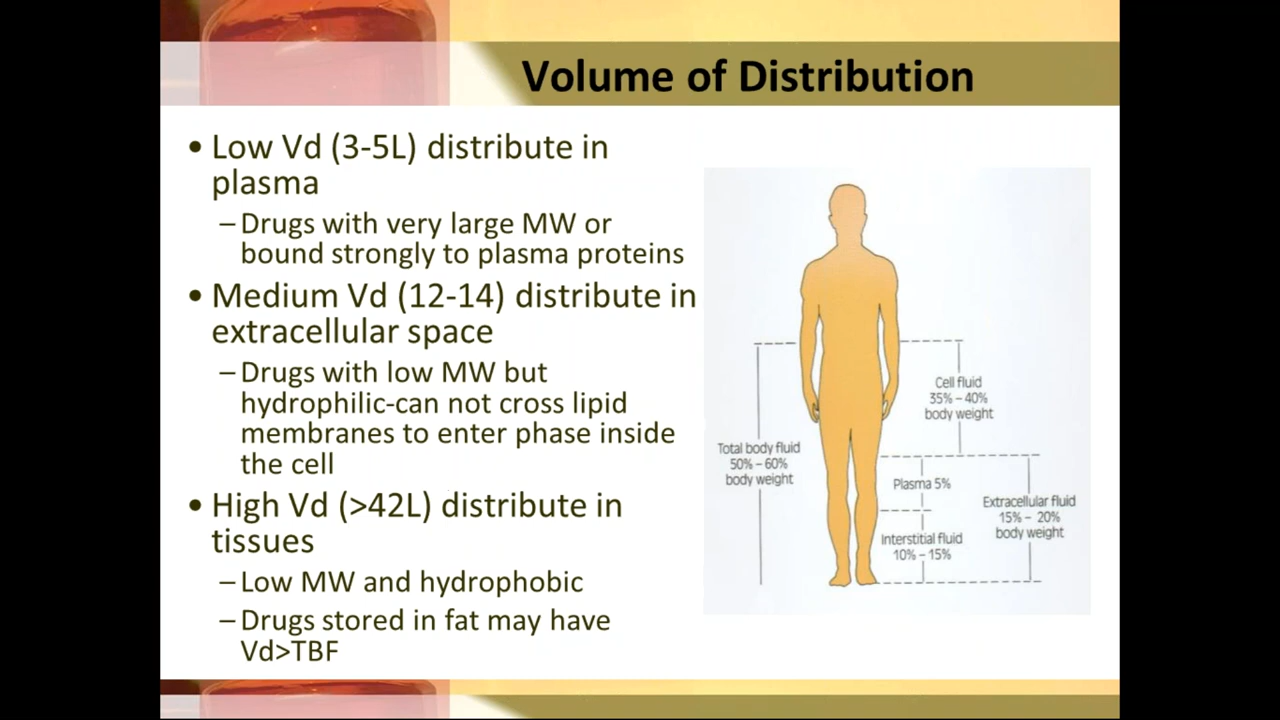 Volume of Distribution
• Low Vd (3-5L) distribute in
plasma
– Drugs with very large MW or
bound strongly to plasma proteins
• Medium Vd (12-14) distribute in
extracellular space
– Drugs with low MW but
hydrophilic-can not cross lipid
membranes to enter phase inside
the cell
• High Vd (>42L) distribute in
tissues
– Low MW and hydrophobic
– Drugs stored in fat may have
Vd>TBF
Cell fluid
35% – 40%
body weight
Total body fluid
50% – 60%
body weight
Plasma 5%
Extracellular fluid
15% – 20%
body weight
Interstitial fluid
10% – 15%